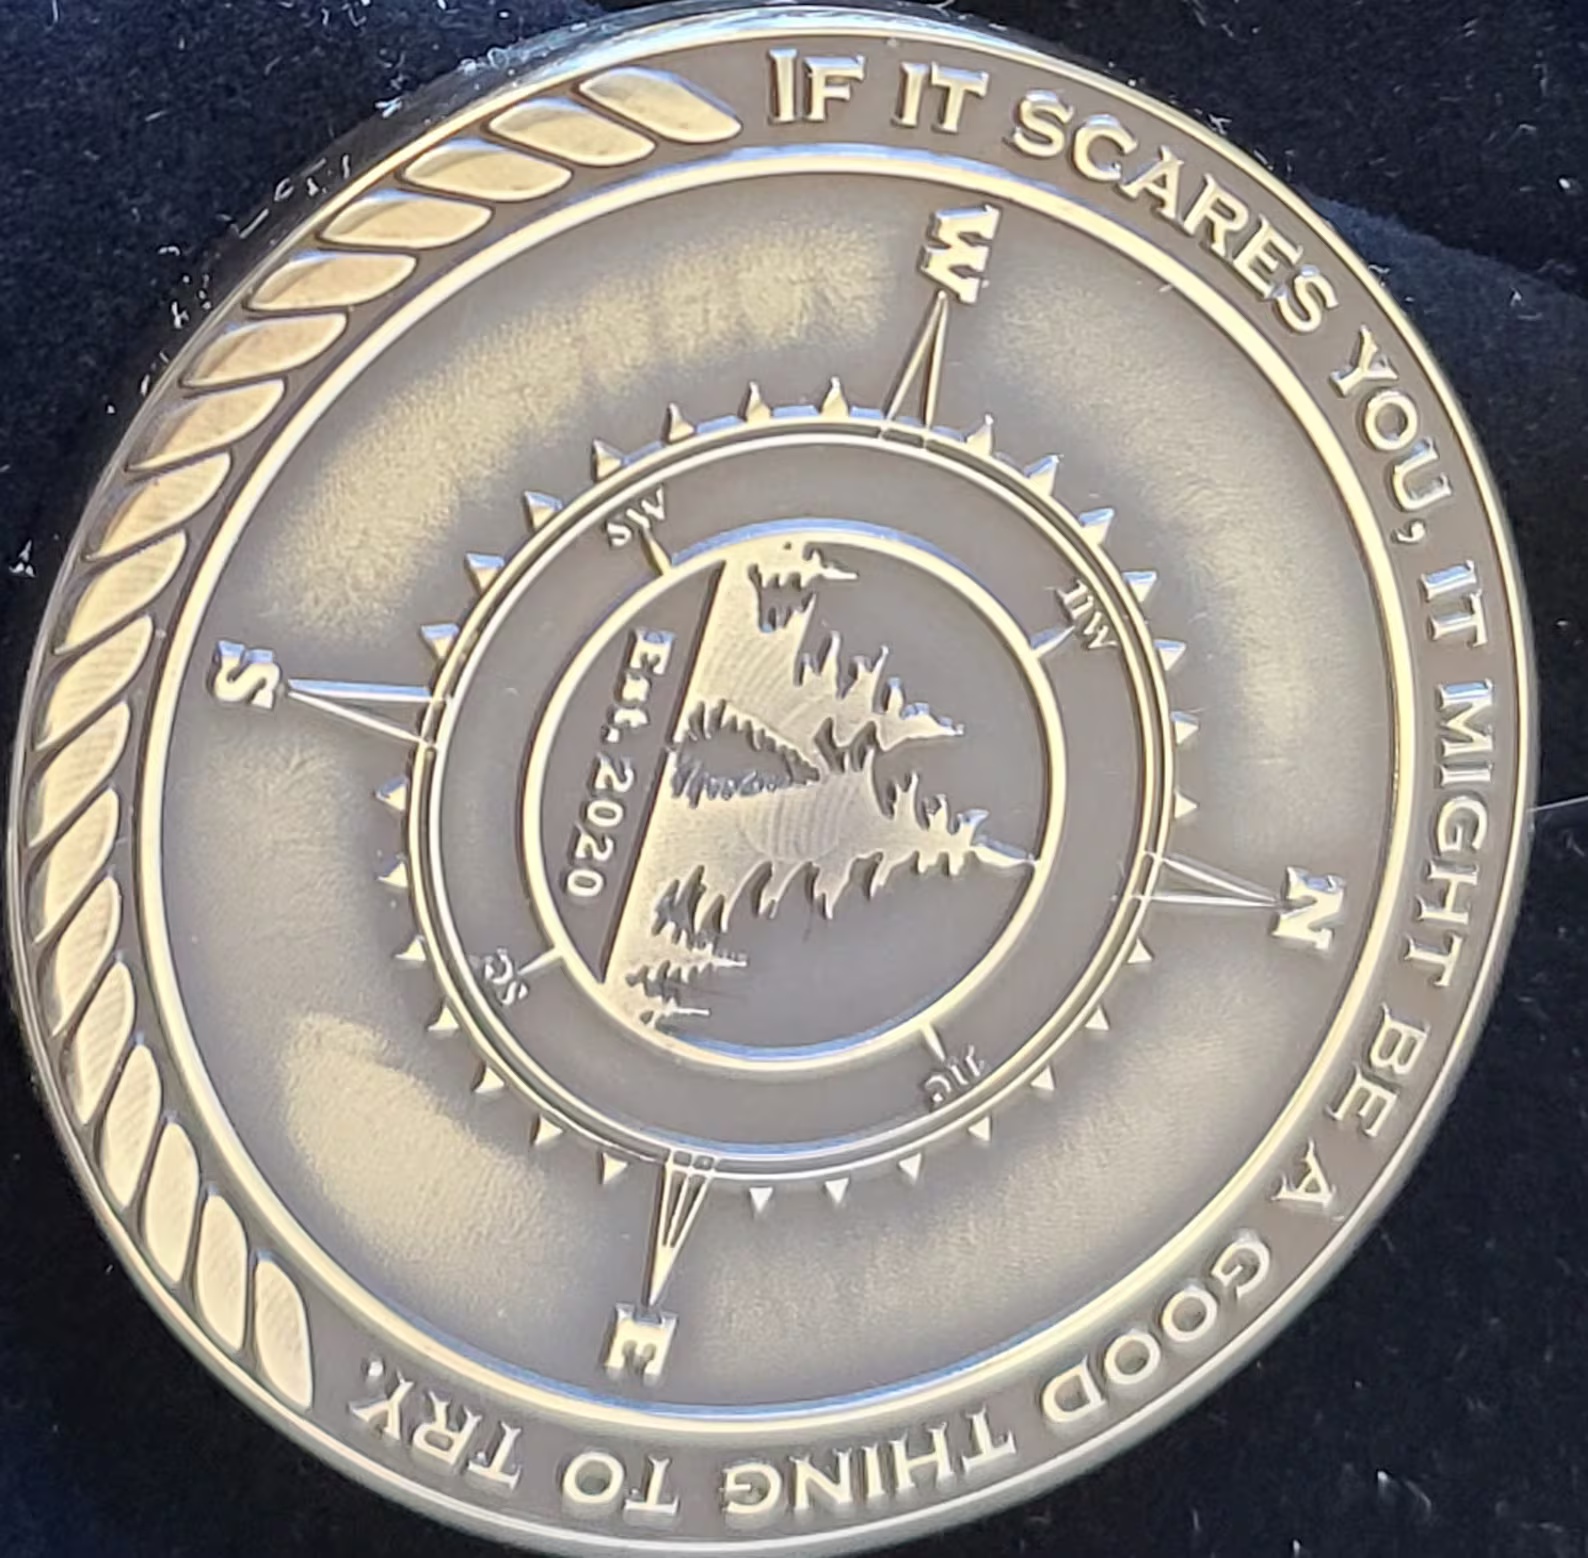 IF IT SCARES YOU, IT MIGHT BE A GOOD THING TO TRY.
N
NW
W
SW
S
SE
E
NE
Est. 2020